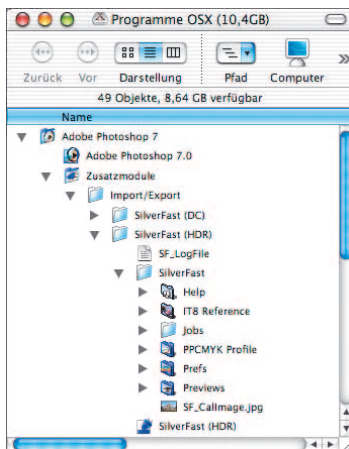 Programme OSX (10,4GB)
Zurück Vor Darstellung Pfad Computer
49 Objekte, 8,64 GB verfügbar
Name
Adobe Photoshop 7
Adobe Photoshop 7.0
Zusatzmodule
Import/Export
SilverFast (DC)
SilverFast (HDR)
SF_LogFile
SilverFast
Help
IT8 Reference
Jobs
PPCMYK Profile
Prefs
Previews
SF_CalImage.jpg
SilverFast (HDR)